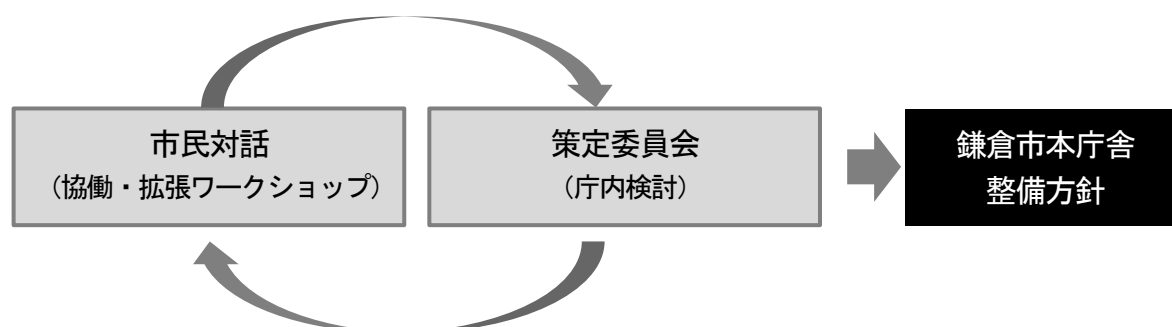 市民対話
（協働・拡張ワークショップ）
策定委員会
（庁内検討）
鎌倉市本庁舎
整備方針